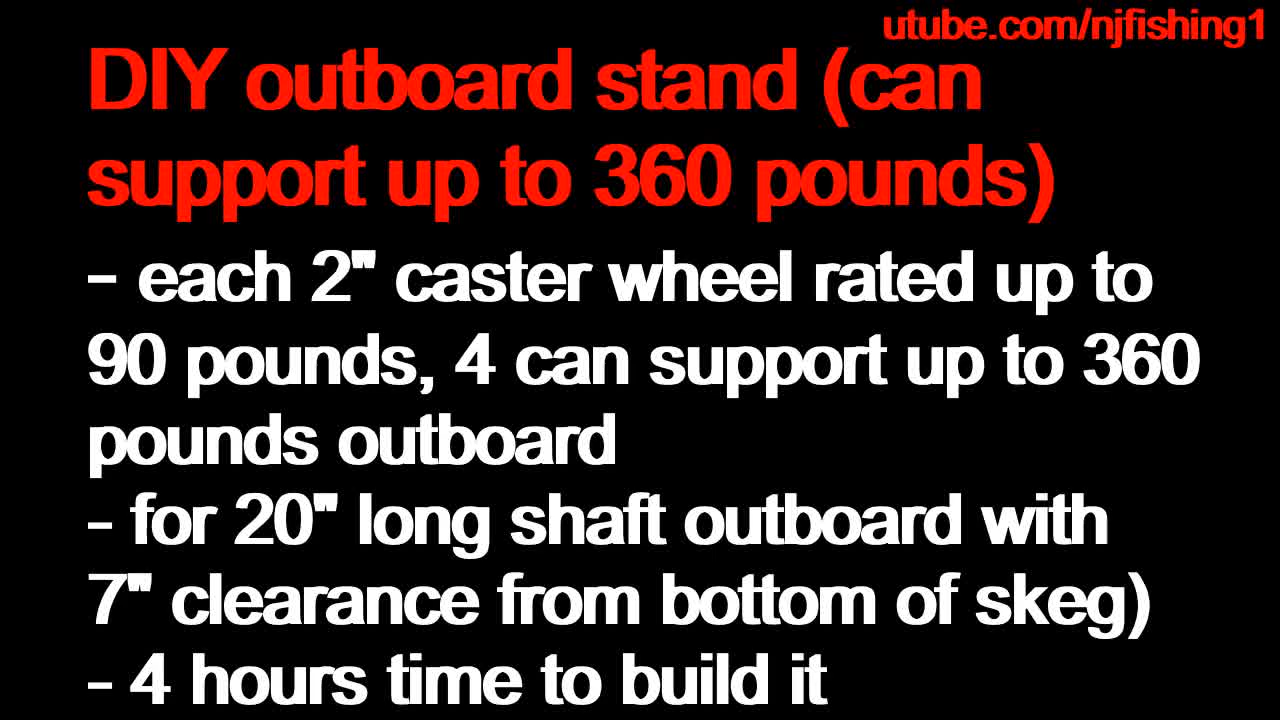 utube.com/njfishing1
DIY outboard stand (can
support up to 360 pounds)
- each 2" caster wheel rated up to
90 pounds, 4 can support up to 360
pounds outboard
- for 20" long shaft outboard with
7" clearance from bottom of skeg)
- 4 hours time to build it